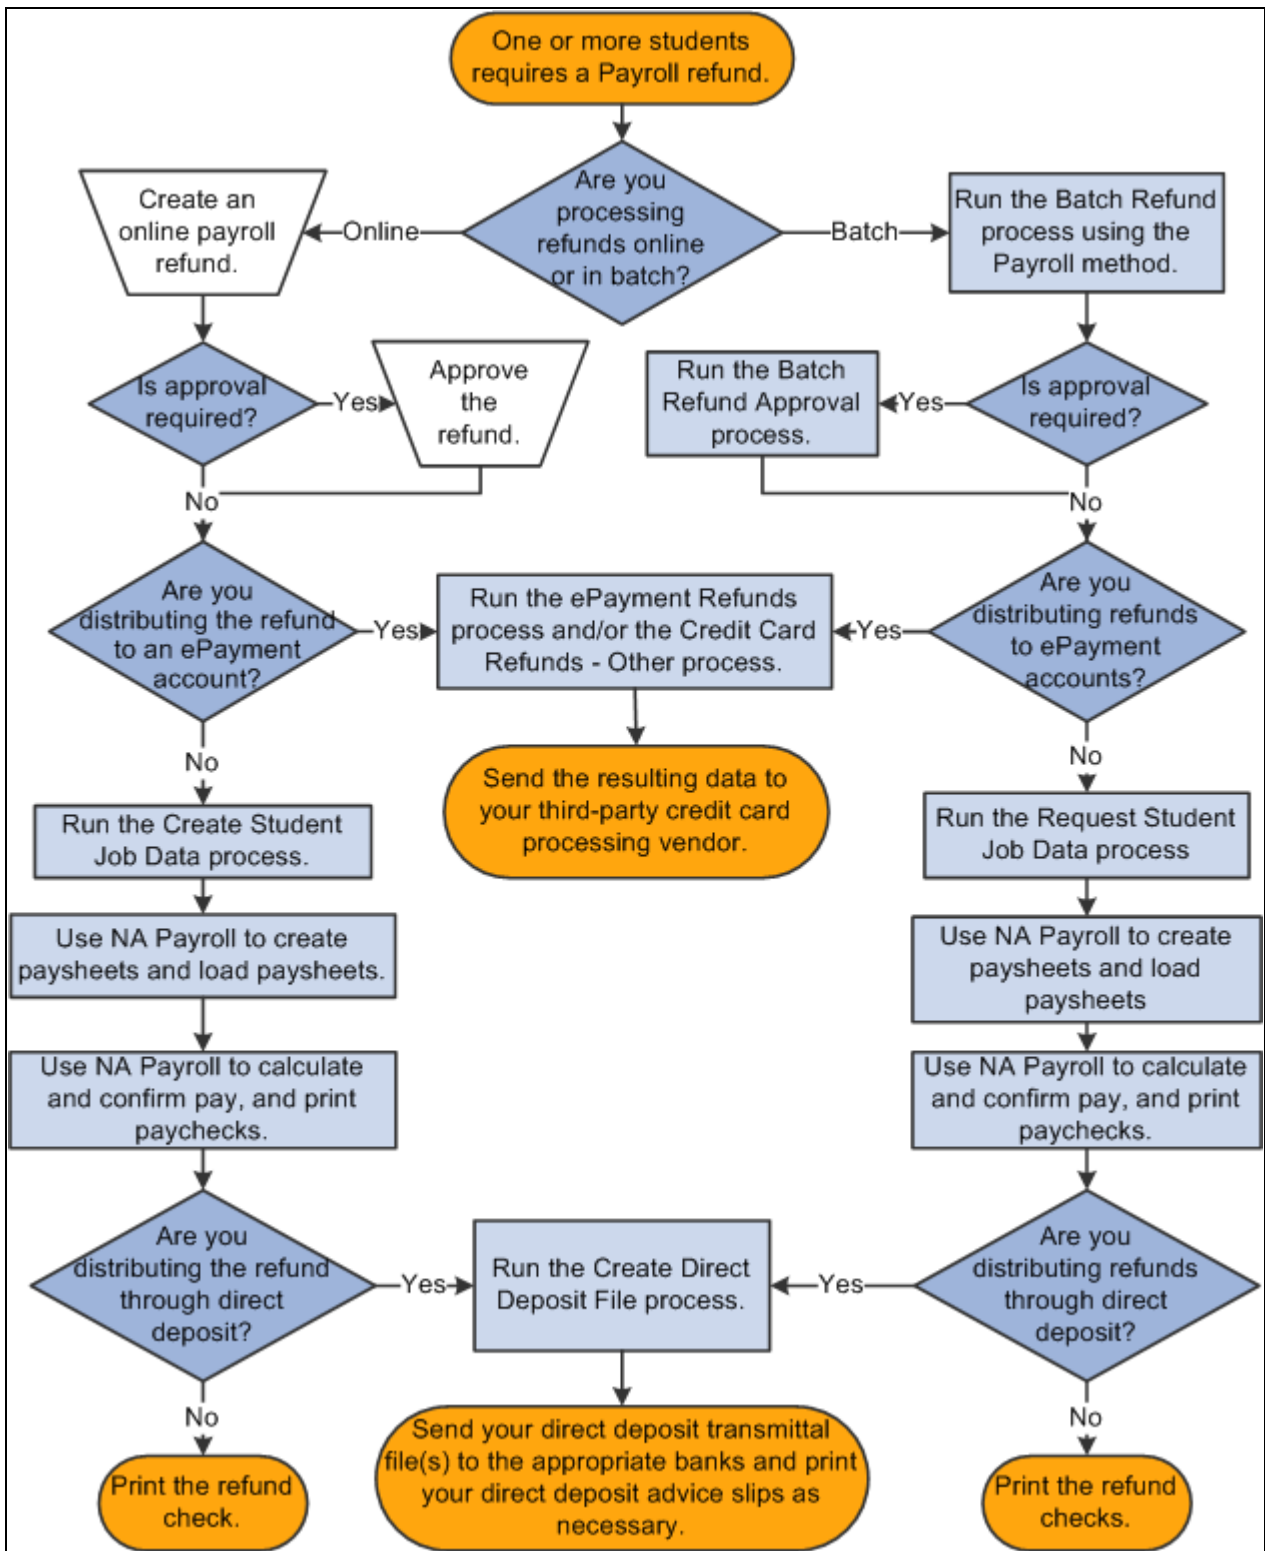 One or more students
requires a Payroll refund.
Are you
processing
refunds online
or in batch?
Online
Batch
Create an
online payroll
refund.
Run the Batch Refund
process using the
Payroll method.
Is approval
required?
Yes
Approve
the
refund.
Run the Batch
Refund Approval
process.
Yes
Is approval
required?
No
No
Are you
distributing the refund
to an ePayment
account?
Yes
Run the ePayment Refunds
process and/or the Credit Card
Refunds - Other process.
Yes
Are you
distributing refunds
to ePayment
accounts?
No
No
Send the resulting data to
your third-party credit card
processing vendor.
Run the Create Student
Job Data process.
Run the Request Student
Job Data process
Use NA Payroll to create
paysheets and load paysheets.
Use NA Payroll to create
paysheets and load
paysheets
Use NA Payroll to calculate
and confirm pay, and print
paychecks.
Use NA Payroll to calculate
and confirm pay, and print
paychecks.
Are you
distributing the refund
through direct
deposit?
Yes
Run the Create Direct
Deposit File process.
Yes
Are you
distributing refunds
through direct
deposit?
No
No
Print the refund
check.
Send your direct deposit transmittal
file(s) to the appropriate banks and print
your direct deposit advice slips as
necessary.
Print the refund
checks.